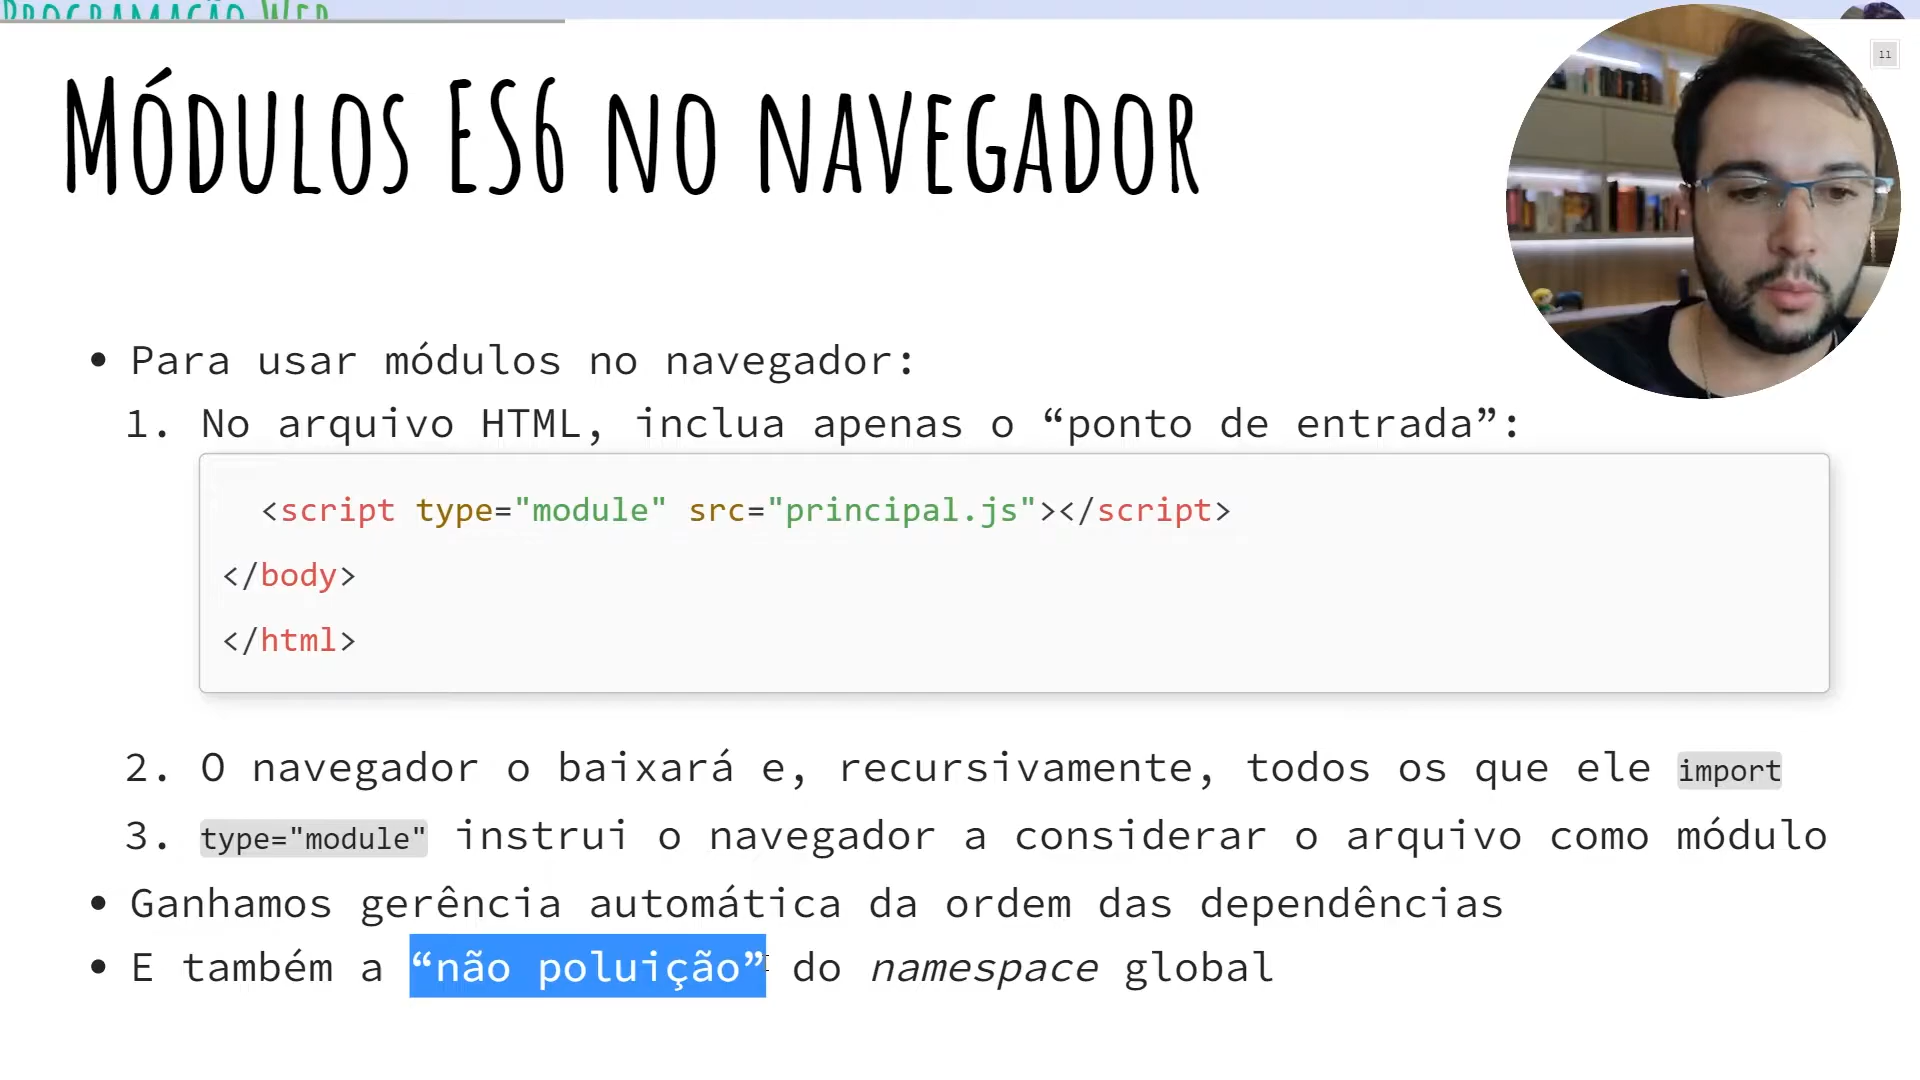 PROGRAMAÇÃO WEB
11
MÓDULOS ES6 NO NAVEGADOR
• Para usar módulos no navegador:
1. No arquivo HTML, inclua apenas o “ponto de entrada”:
<script type="module" src="principal.js"></script>
</body>
</html>
2. O navegador o baixará e, recursivamente, todos os que ele import
3. type="module" instrui o navegador a considerar o arquivo como módulo
• Ganhamos gerência automática da ordem das dependências
• E também a “não poluição” do namespace global